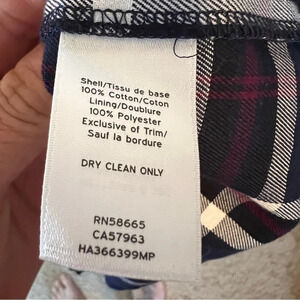 Shell/Tissu de base
100% Cotton/Coton
Lining/Doublure
100% Polyester
Exclusive of Trim/
Sauf la bordure
DRY CLEAN ONLY
RN58665
CA57963
HA366399MP